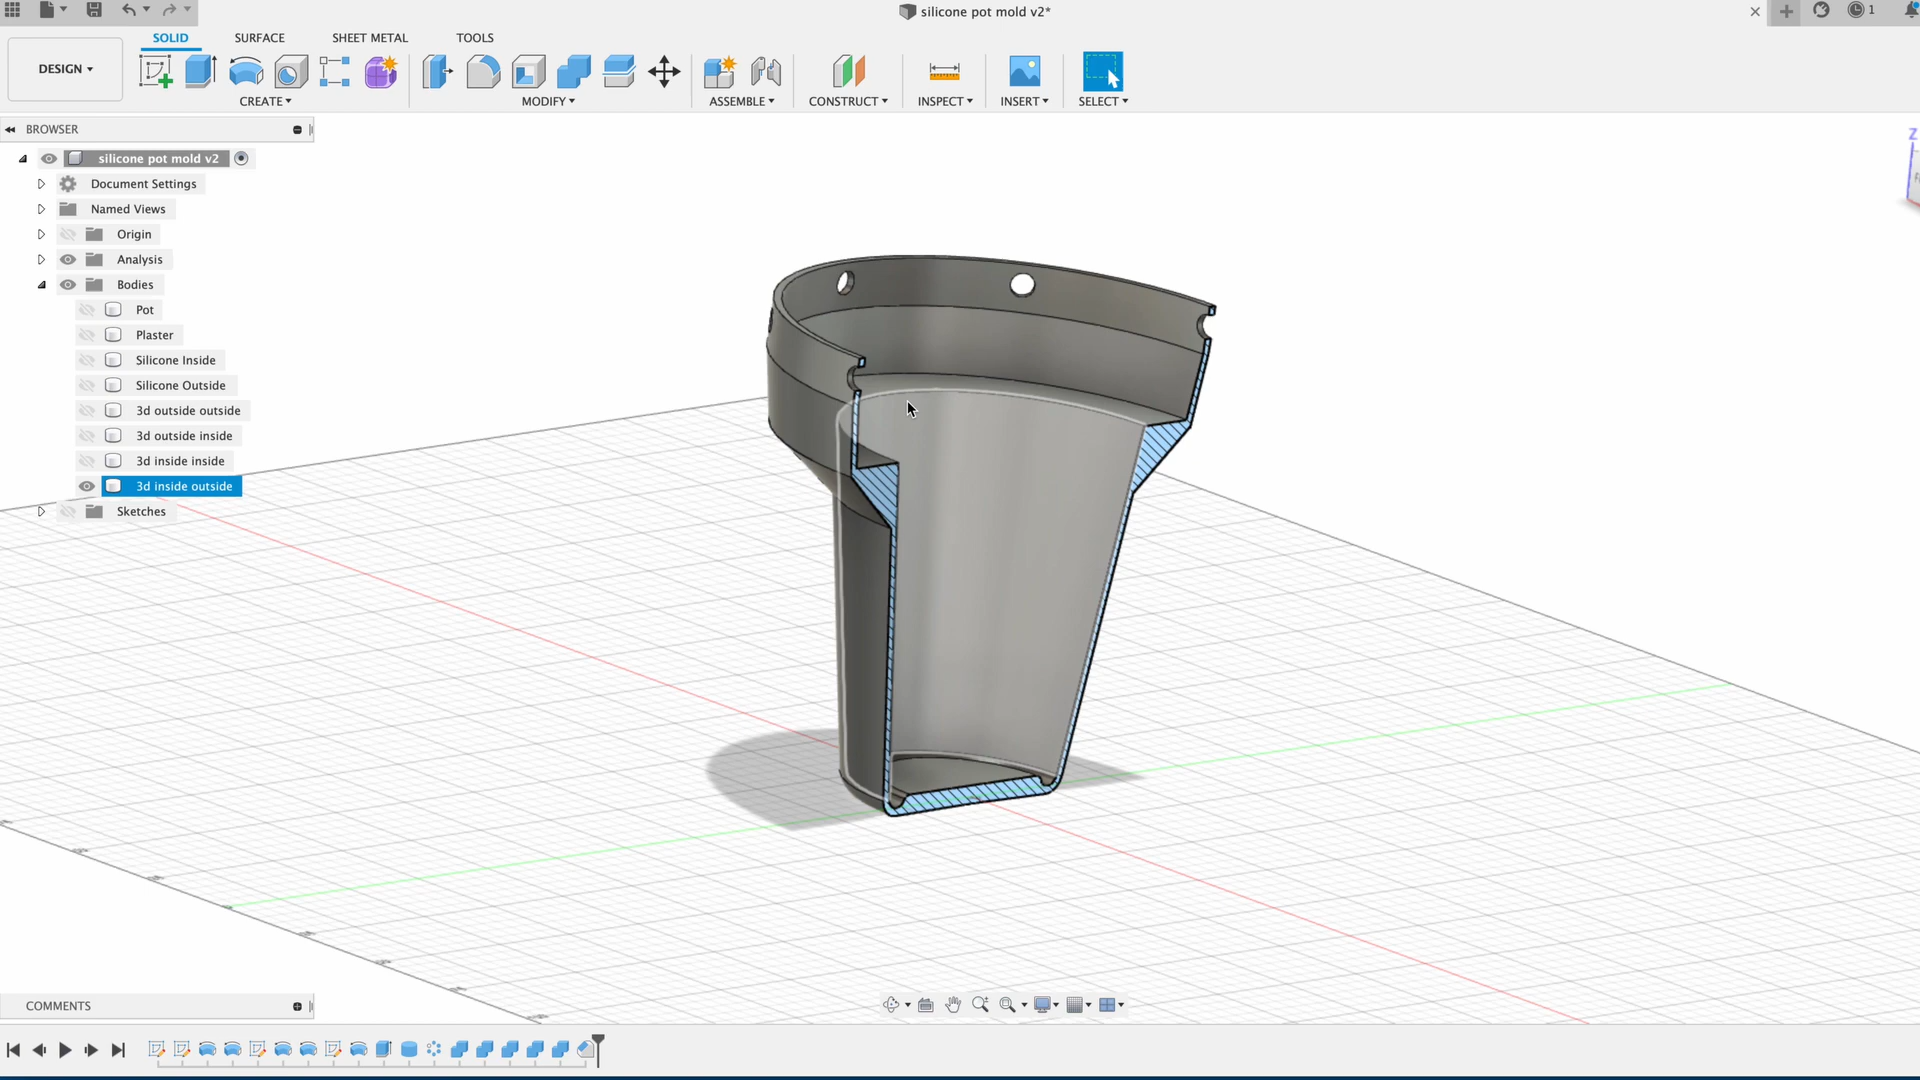 silicone pot mold v2*
1
DESIGN
SOLID
SURFACE
SHEET METAL
TOOLS
CREATE
MODIFY
ASSEMBLE
CONSTRUCT
INSPECT
INSERT
SELECT
BROWSER
silicone pot mold v2
Document Settings
Named Views
Origin
Analysis
Bodies
Pot
Plaster
Silicone Inside
Silicone Outside
3d outside outside
3d outside inside
3d inside inside
3d inside outside
Sketches
Z
COMMENTS